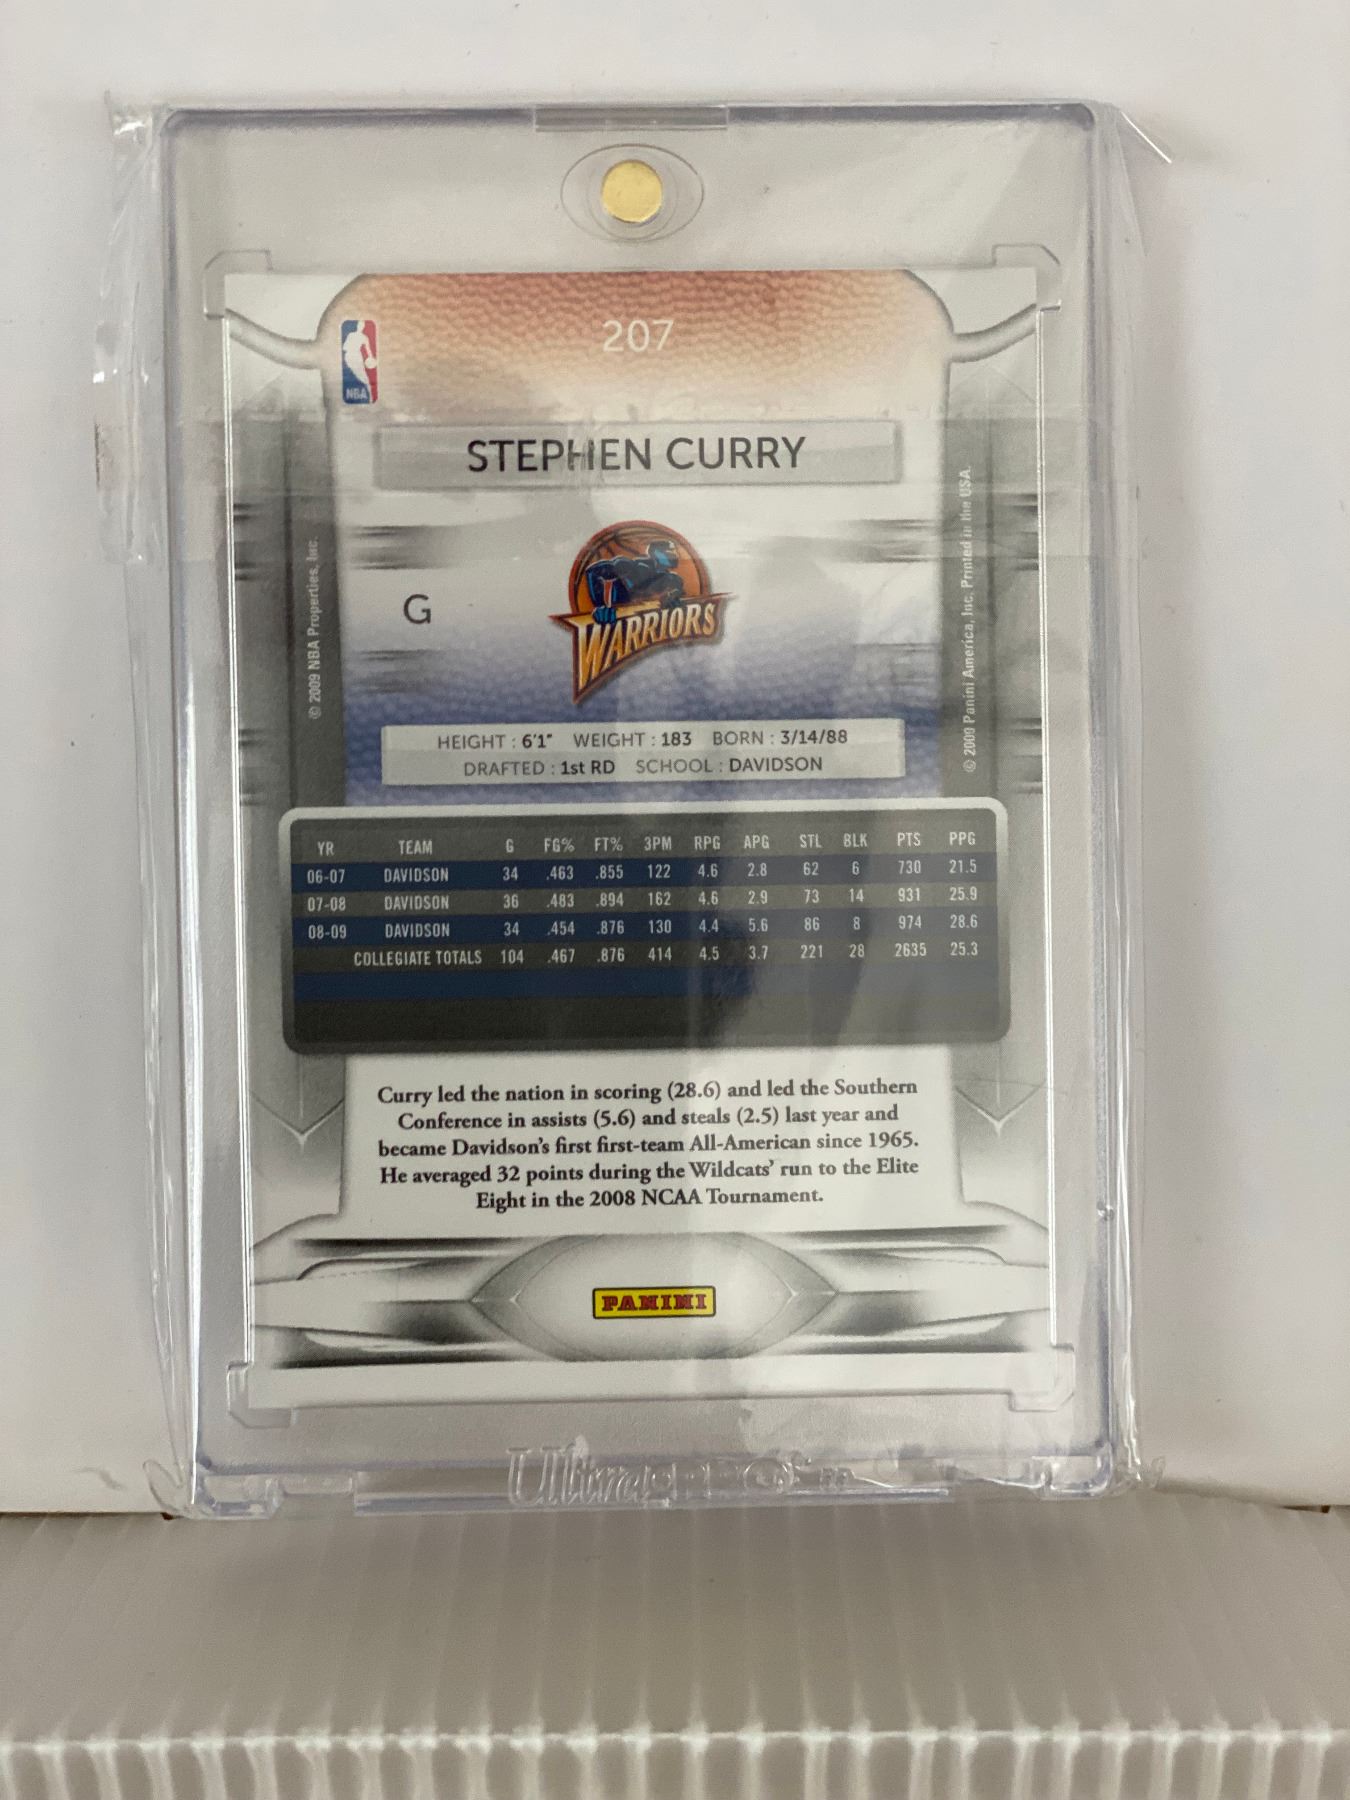 207
NBA
STEPHEN CURRY
G
WARRIORS
© 2009 NBA Properties, Inc.
© 2009 Panini America, Inc. Printed in the USA.
HEIGHT : 6'1" WEIGHT : 183 BORN : 3/14/88
DRAFTED : 1st RD SCHOOL : DAVIDSON
YR TEAM G FG% FT% 3PM RPG APG STL BLK PTS PPG
06-07 DAVIDSON 34 .463 .855 122 4.6 2.8 62 6 730 21.5
07-08 DAVIDSON 36 .483 .894 162 4.6 2.9 73 14 931 25.9
08-09 DAVIDSON 34 .454 .876 130 4.4 5.6 86 8 974 28.6
COLLEGIATE TOTALS 104 .467 .876 414 4.5 3.7 221 28 2635 25.3
Curry led the nation in scoring (28.6) and led the Southern
Conference in assists (5.6) and steals (2.5) last year and
became Davidson's first first-team All-American since 1965.
He averaged 32 points during the Wildcats' run to the Elite
Eight in the 2008 NCAA Tournament.
PANINI
Ultra PRO